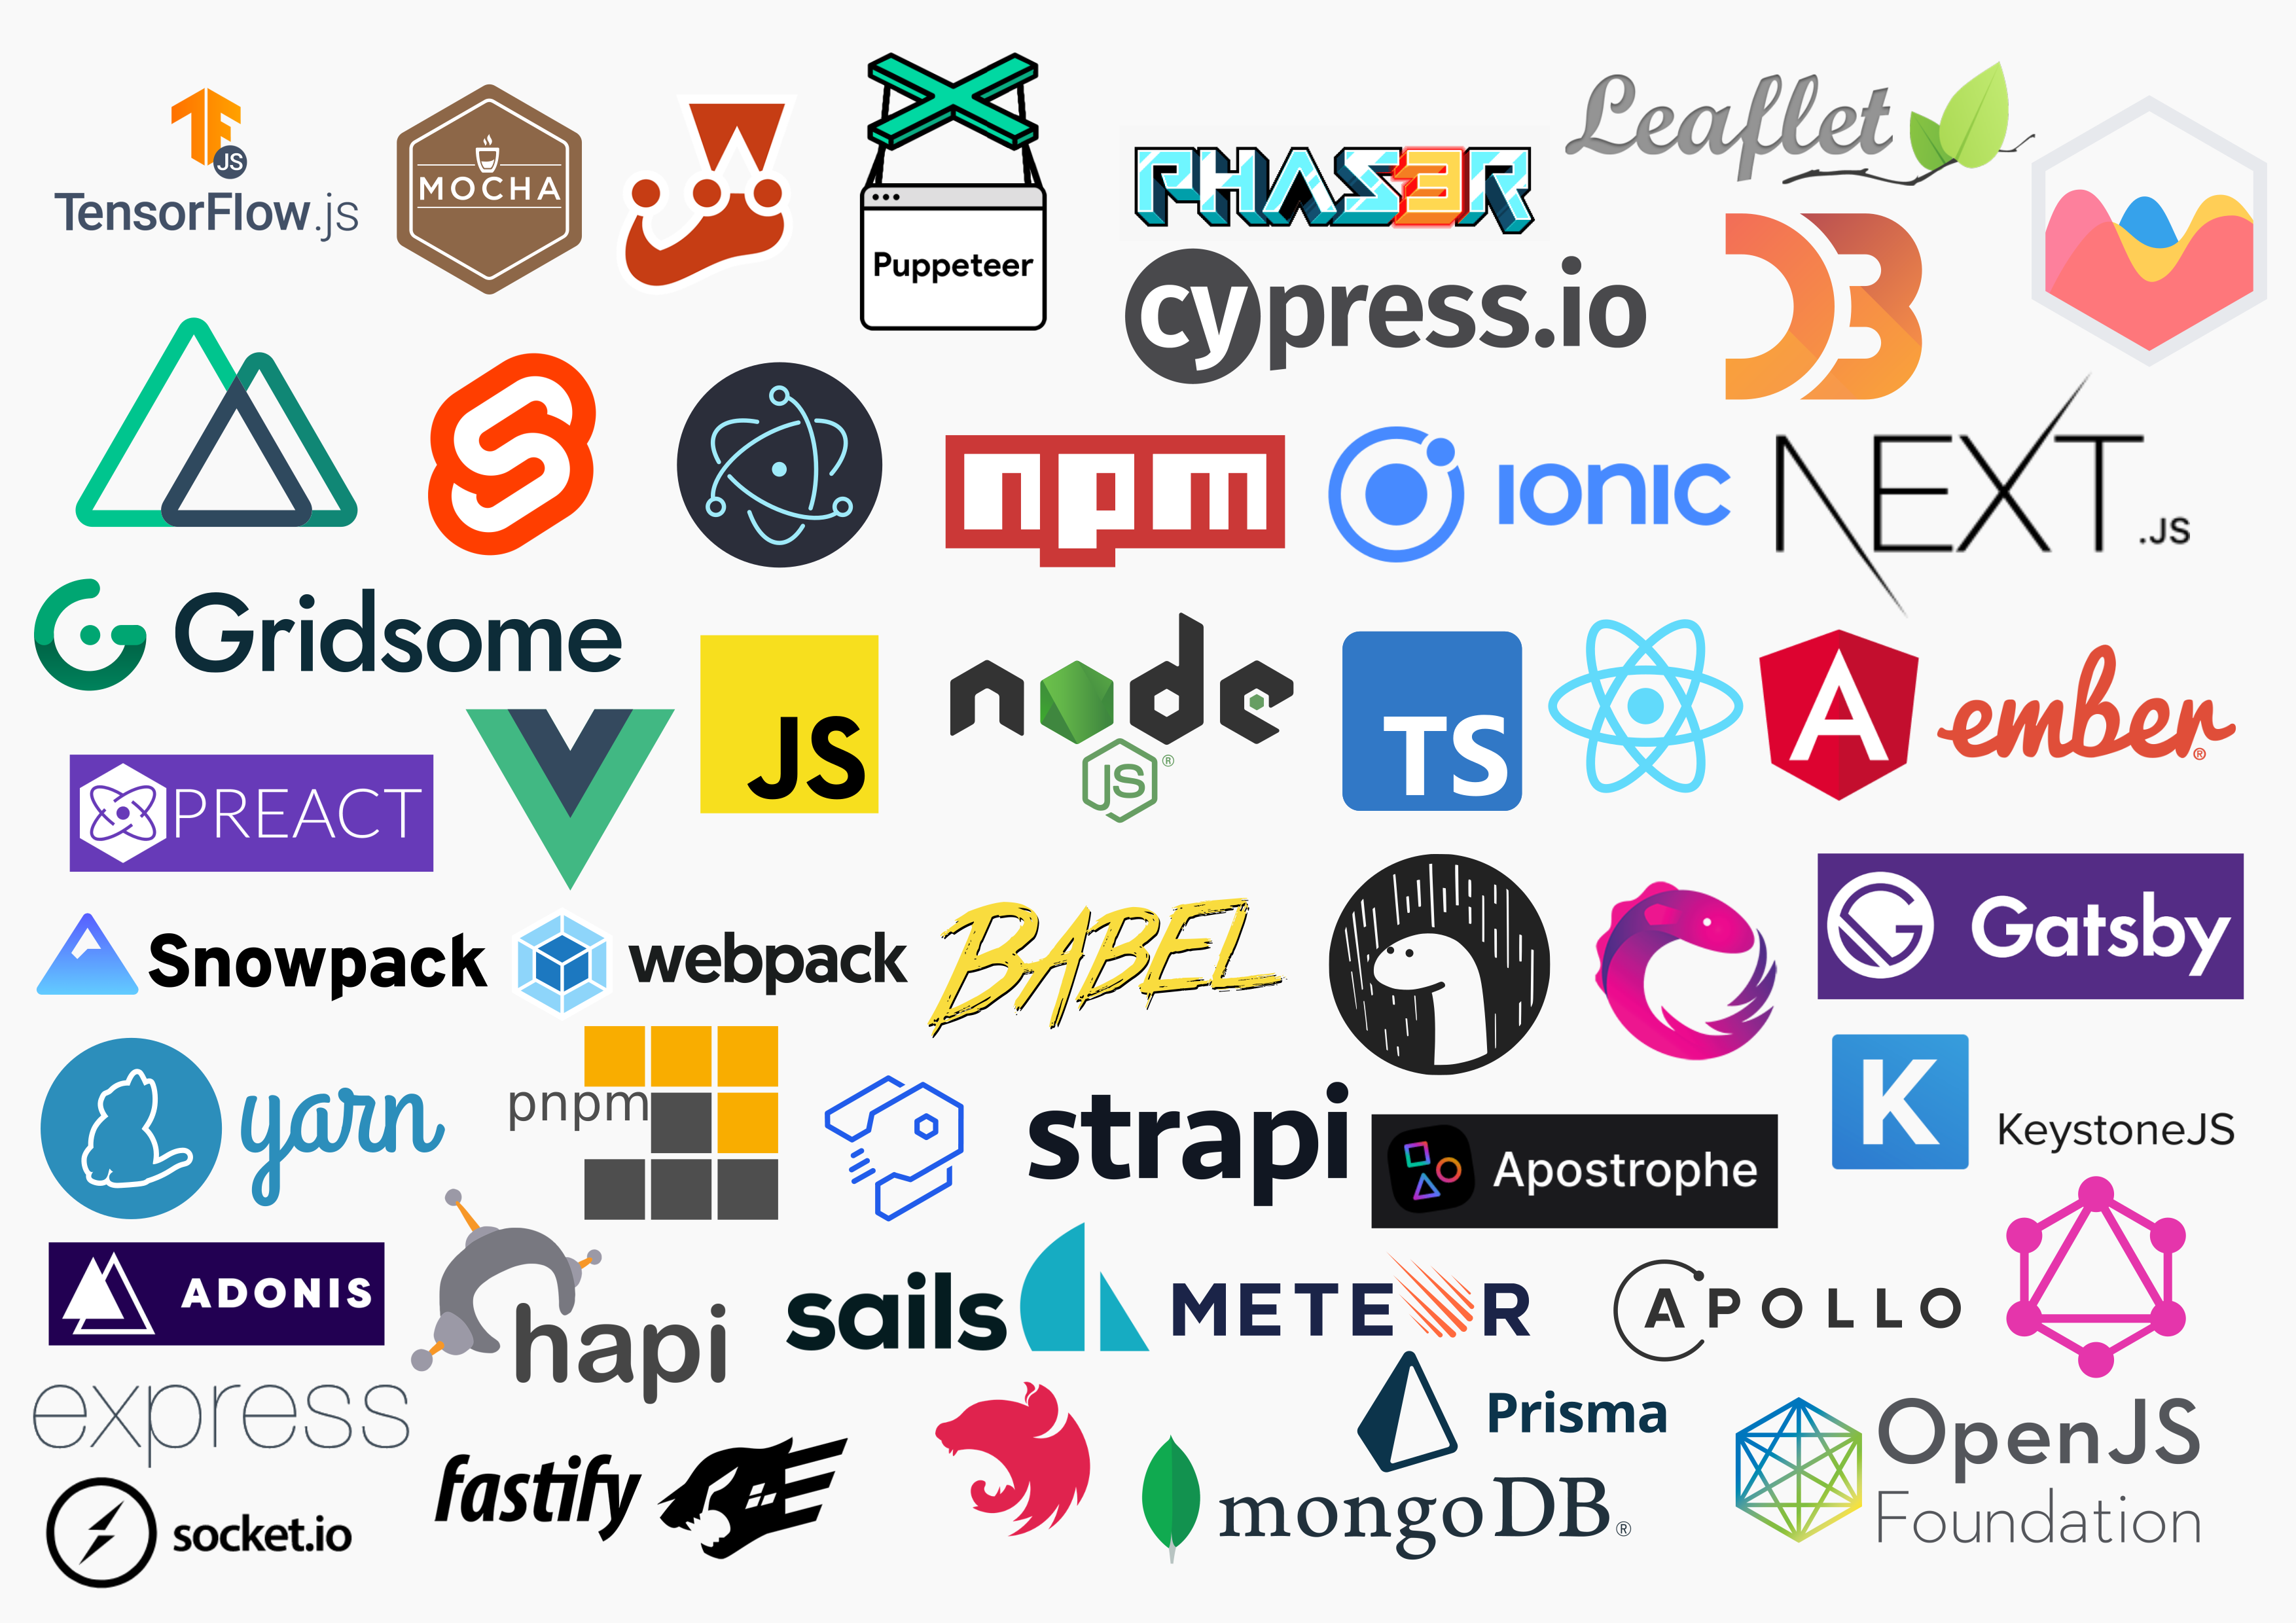 JS
TensorFlow.js
MOCHA
Puppeteer
PHAS3R
cypress.io
Leaflet
D3
npm
ionic
NEXT.JS
Gridsome
JS
node
JS®
TS
A
ember®
PREACT
Snowpack
webpack
BABEL
G Gatsby
yarn
pnpm
strapi
Apostrophe
K KeystoneJS
ADONIS
hapi
sails
METEOR
APOLLO
express
fastify
Prisma
OpenJS
Foundation
socket.io
mongoDB®